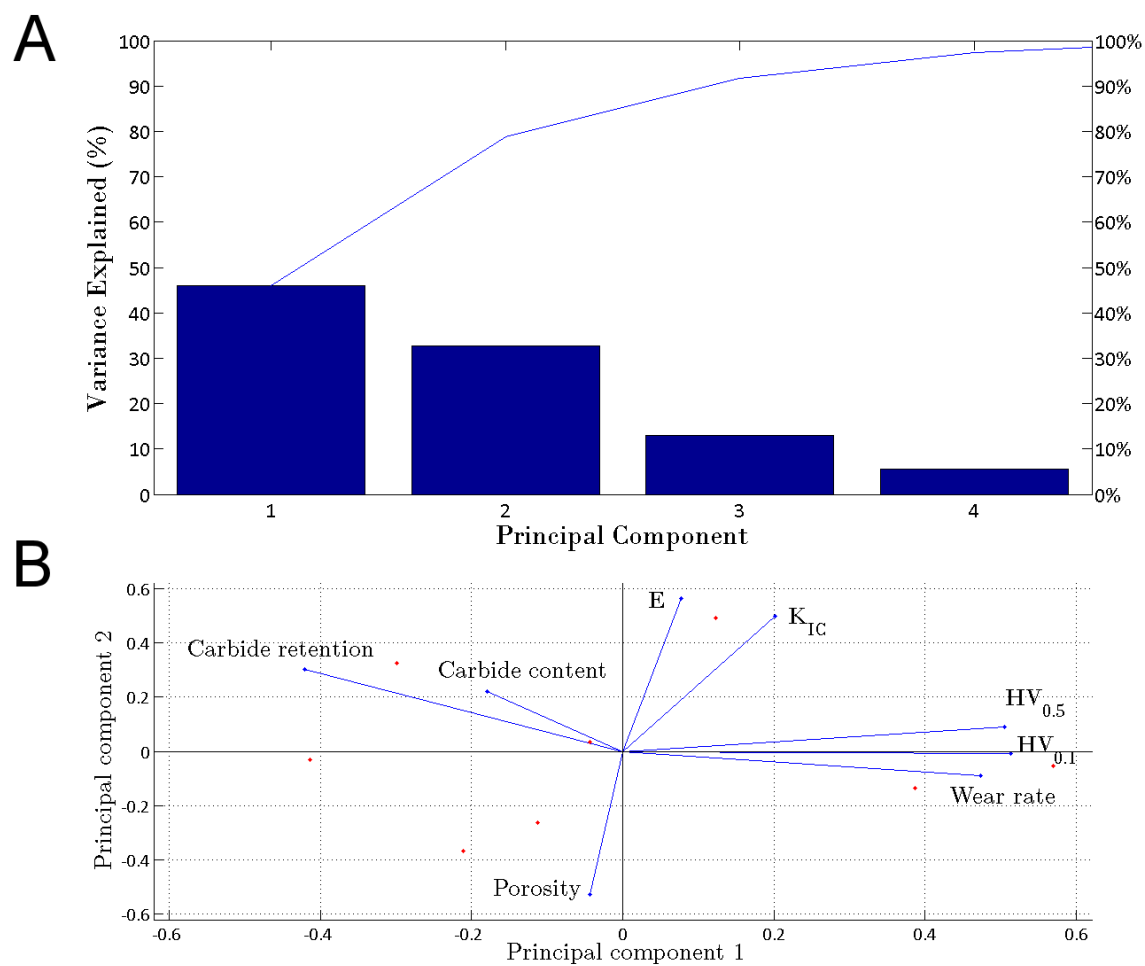 A
100
90
80
70
60
50
40
30
20
10
0
Variance Explained (%)
100%
90%
80%
70%
60%
50%
40%
30%
20%
10%
0%
1 2 3 4
Principal Component
B
0.6
0.4
0.2
0
-0.2
-0.4
-0.6
Principal component 2
E
K_IC
Carbide retention
Carbide content
HV_0.5
HV_0.1
Wear rate
Porosity
-0.6 -0.4 -0.2 0 0.2 0.4 0.6
Principal component 1